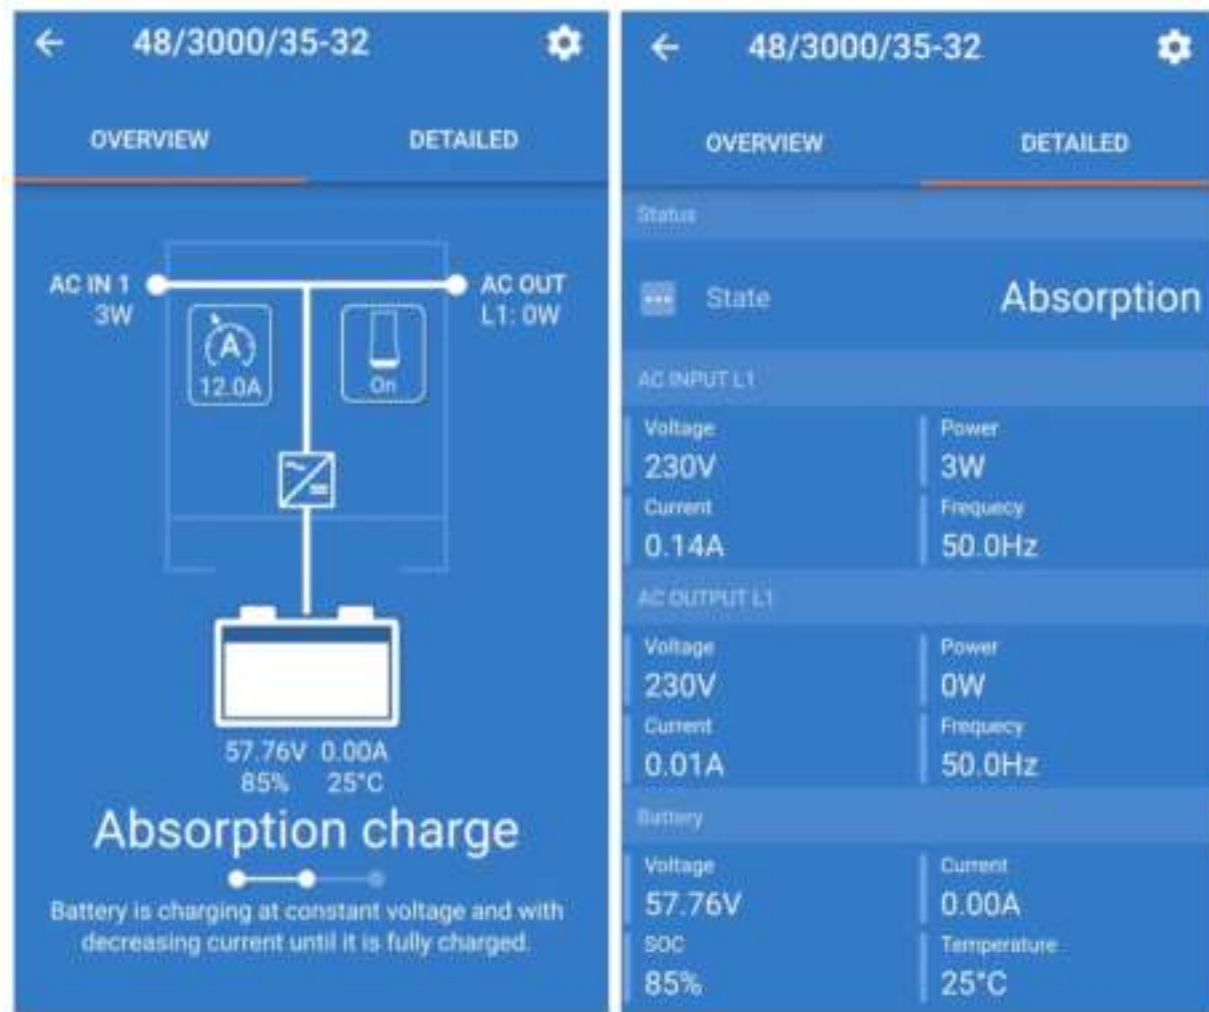 48/3000/35-32
OVERVIEW DETAILED
AC IN 1
3W
AC OUT
L1: 0W
A
12.0A
On
57.76V 0.00A
85% 25°C
Absorption charge
Battery is charging at constant voltage and with
decreasing current until it is fully charged.
48/3000/35-32
OVERVIEW DETAILED
Status
State Absorption
AC INPUT L1
Voltage Power
230V 3W
Current Frequecy
0.14A 50.0Hz
AC OUTPUT L1
Voltage Power
230V 0W
Current Frequecy
0.01A 50.0Hz
Battery
Voltage Current
57.76V 0.00A
SOC Temperature
85% 25°C